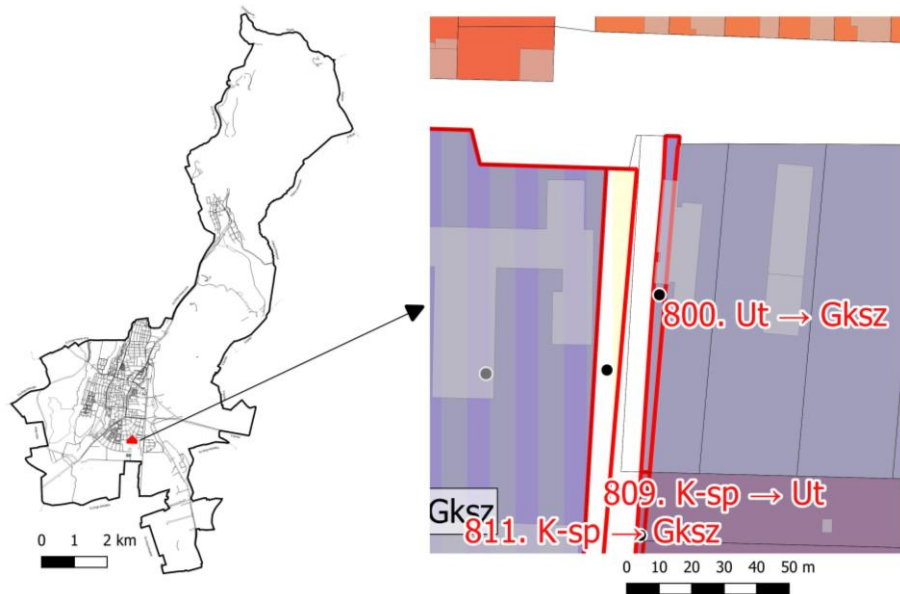 800. Ut → Gksz
809. K-sp → Ut
Gksz
811. K-sp → Gksz
0 1 2 km
0 10 20 30 40 50 m